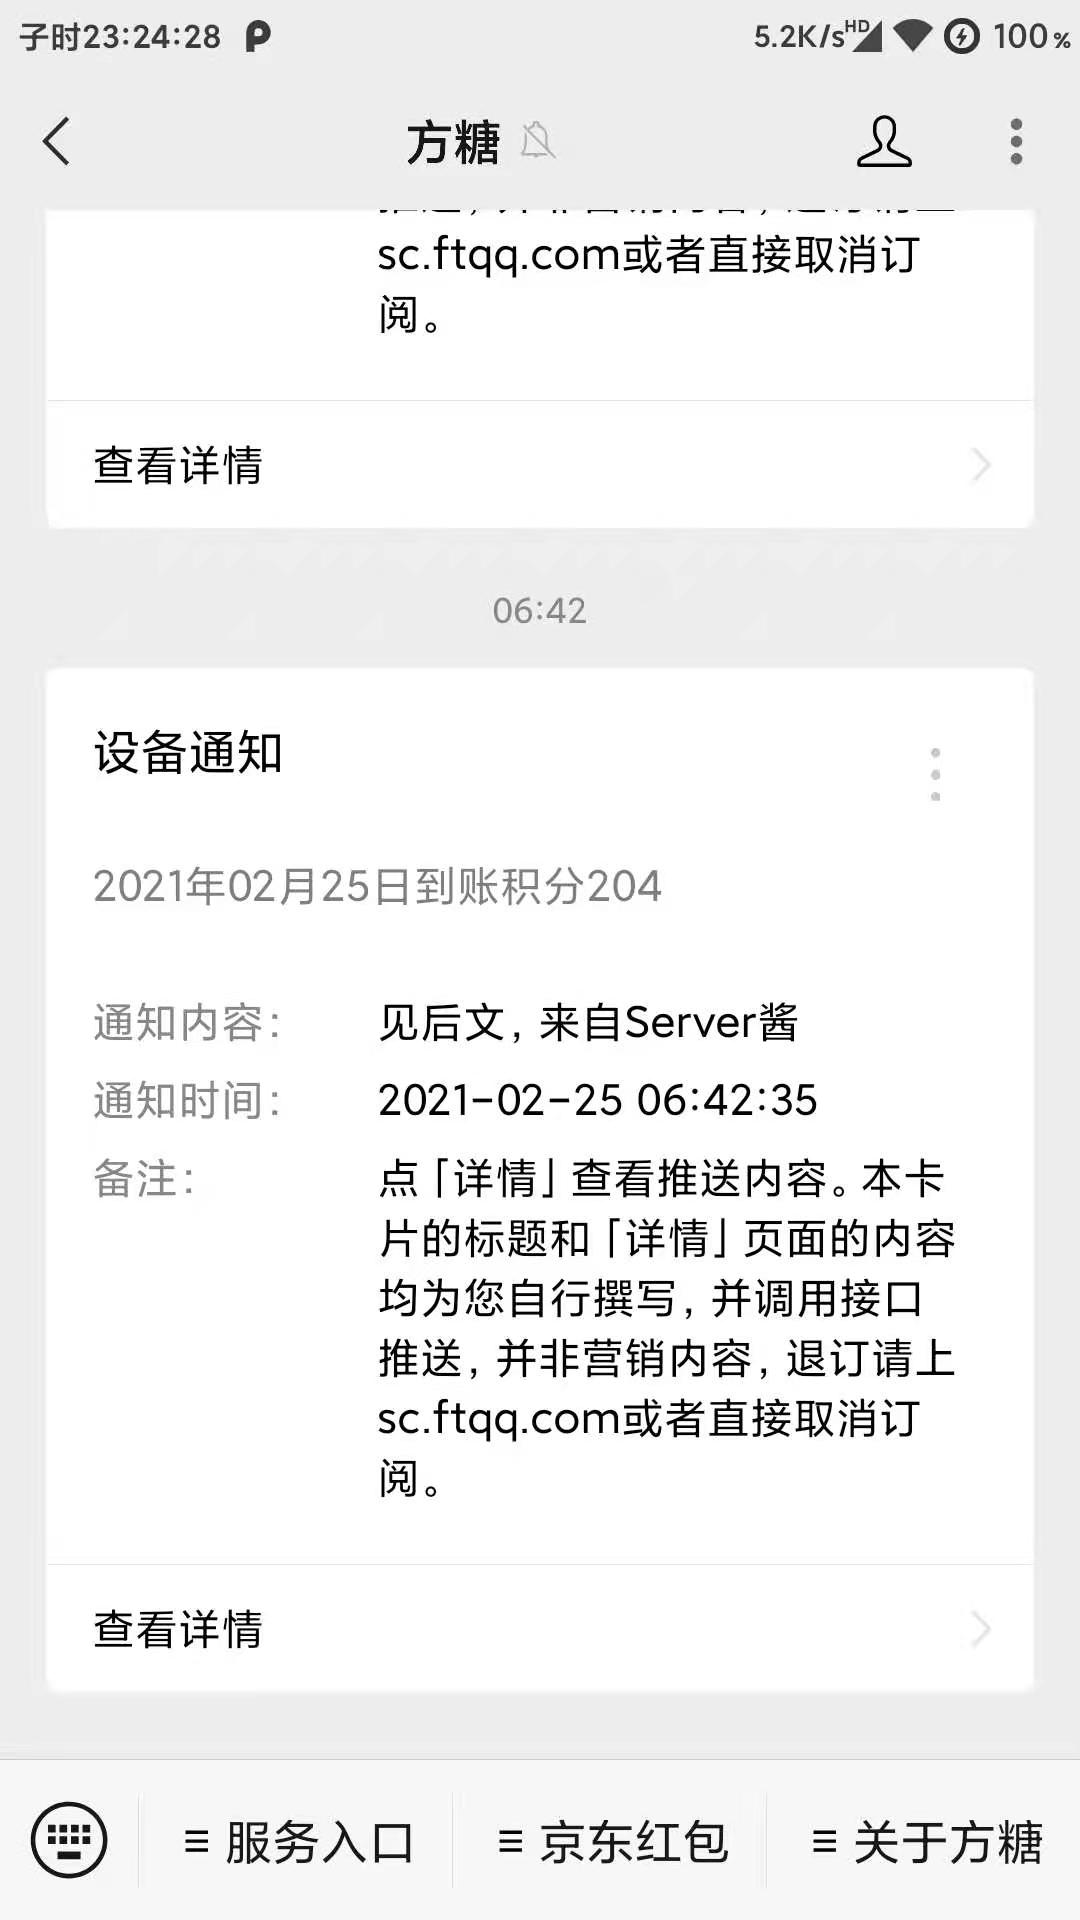 子时23:24:28
5.2K/s HD 100%
方糖
sc.ftqq.com或者直接取消订
阅。
查看详情
06:42
设备通知
2021年02月25日到账积分204
通知内容: 见后文, 来自Server酱
通知时间: 2021-02-25 06:42:35
备注: 点「详情」查看推送内容。本卡
片的标题和「详情」页面的内容
均为您自行撰写, 并调用接口
推送, 并非营销内容, 退订请上
sc.ftqq.com或者直接取消订
阅。
查看详情
服务入口 京东红包 关于方糖